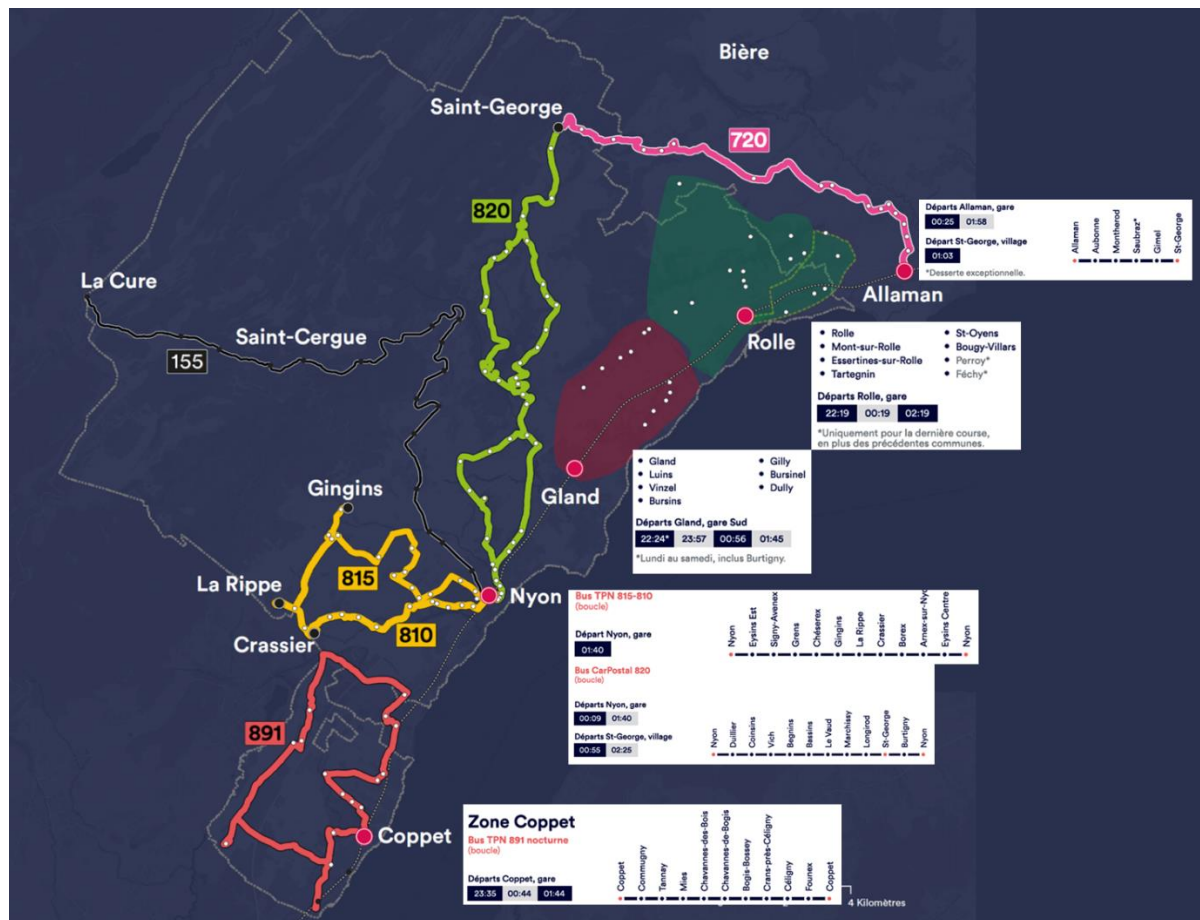 Bière
Saint-George
720
820
La Cure
Saint-Cergue
155
Allaman
Rolle
Gland
Gingins
815
La Rippe
Nyon
Crassier
810
891
Coppet
Départs Allaman, gare
00:25 01:58
Départ St-George, village
01:03
*Desserte exceptionnelle.
Allaman
Aubonne
Montherod
Saubraz*
Gimel
St-George
• Rolle
• Mont-sur-Rolle
• Essertines-sur-Rolle
• Tartegnin
• St-Oyens
• Bougy-Villars
• Perroy*
• Féchy*
Départs Rolle, gare
22:19 00:19 02:19
*Uniquement pour la dernière course,
en plus des précédentes communes.
• Gland
• Luins
• Vinzel
• Bursins
• Gilly
• Bursinel
• Dully
Départs Gland, gare Sud
22:24* 23:57 00:56 01:45
*Lundi au samedi, inclus Burtigny.
Bus TPN 815-810
(boucle)
Départ Nyon, gare
01:40
Nyon
Eysins Est
Signy-Avenex
Grens
Chéserex
Gingins
La Rippe
Crassier
Borex
Arnex-sur-Nyo
Eysins Centre
Nyon
Bus CarPostal 820
(boucle)
Départs Nyon, gare
00:09 01:40
Départs St-George, village
00:55 02:25
Nyon
Duillier
Coinsins
Vich
Begnins
Bassins
Le Vaud
Marchissy
Longirod
St-George
Burtigny
Nyon
Zone Coppet
Bus TPN 891 nocturne
(boucle)
Départs Coppet, gare
23:35 00:44 01:44
Coppet
Commugny
Tannay
Mies
Chavannes-des-Bois
Chavannes-de-Bogis
Bogis-Bossey
Crans-près-Céligny
Céligny
Founex
Coppet
4 Kilomètres